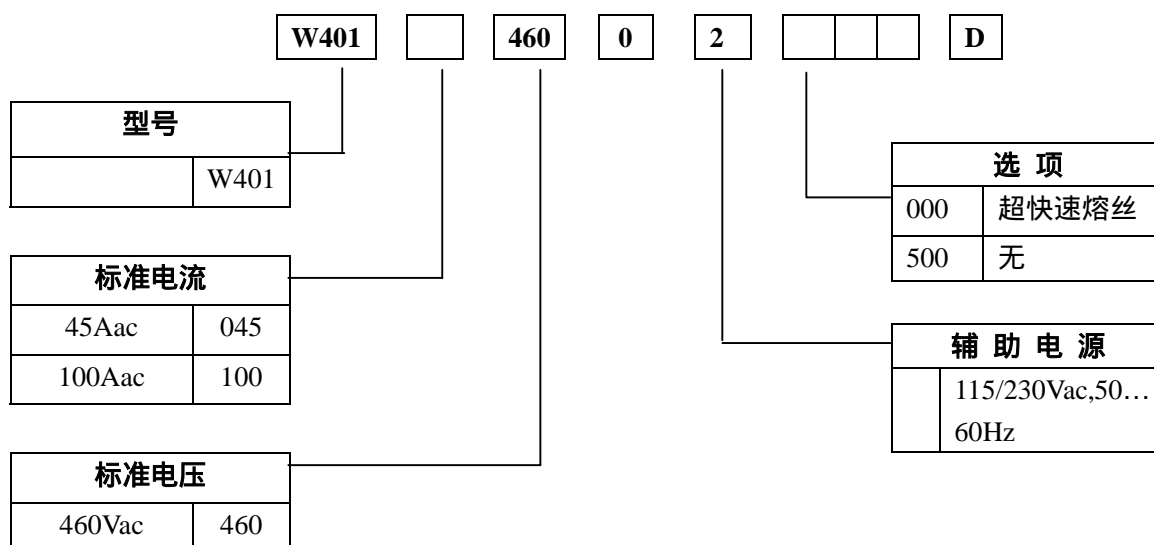 W401 460 0 2 D
型号
W401
标准电流
45Aac 045
100Aac 100
标准电压
460Vac 460
选 项
000 超快速熔丝
500 无
辅 助 电 源
115/230Vac,50…
60Hz